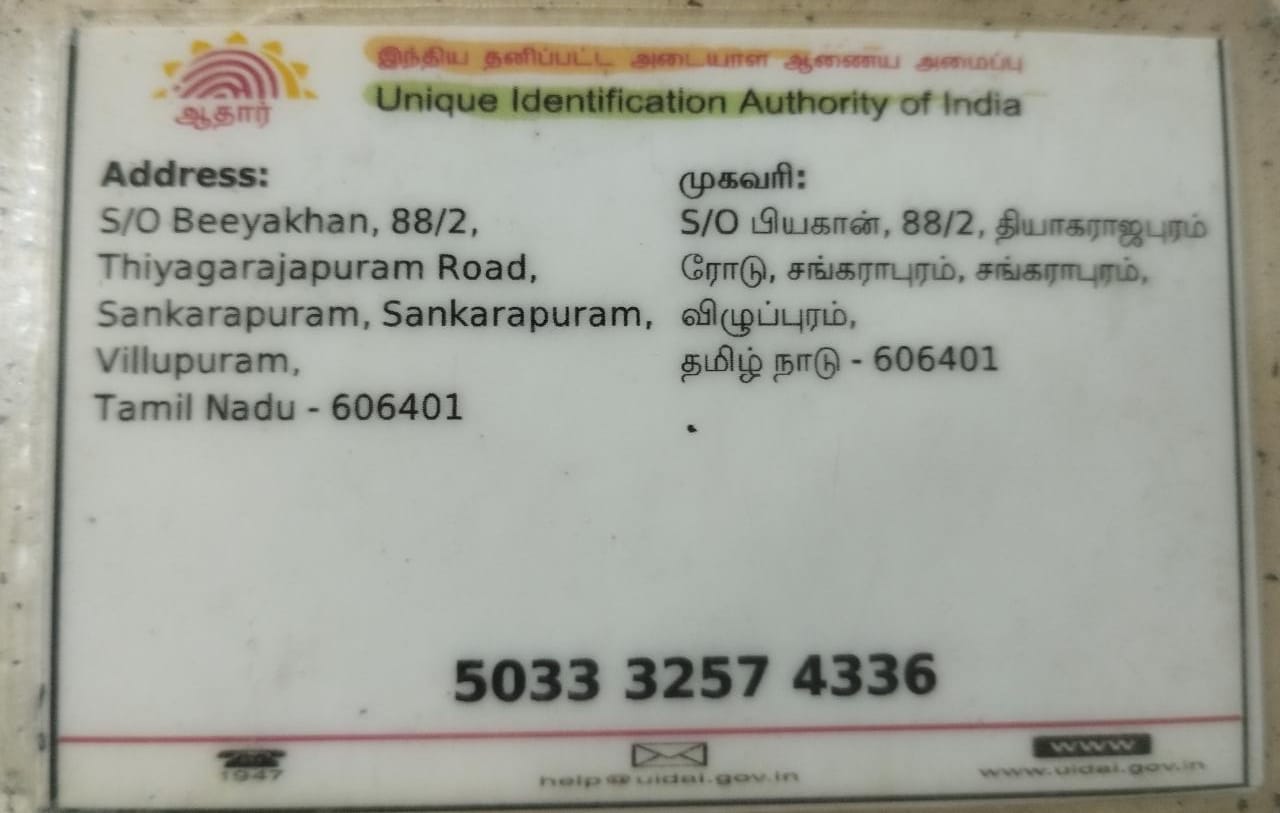 இந்திய தனிப்பட்ட அடையாள ஆணைய அமைப்பு
Unique Identification Authority of India
ஆதார்
Address:
S/O Beeyakhan, 88/2,
Thiyagarajapuram Road,
Sankarapuram, Sankarapuram,
Villupuram,
Tamil Nadu - 606401
முகவரி:
S/O பியகான், 88/2, தியாகராஜபுரம்
ரோடு, சங்கராபுரம், சங்கராபுரம்,
விழுப்புரம்,
தமிழ் நாடு - 606401
5033 3257 4336
1947
help@uidai.gov.in
www
www.uidai.gov.in